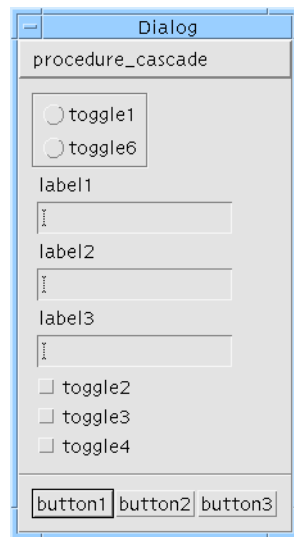 Dialog
procedure_cascade
toggle1
toggle6
label1
label2
label3
toggle2
toggle3
toggle4
button1 button2 button3